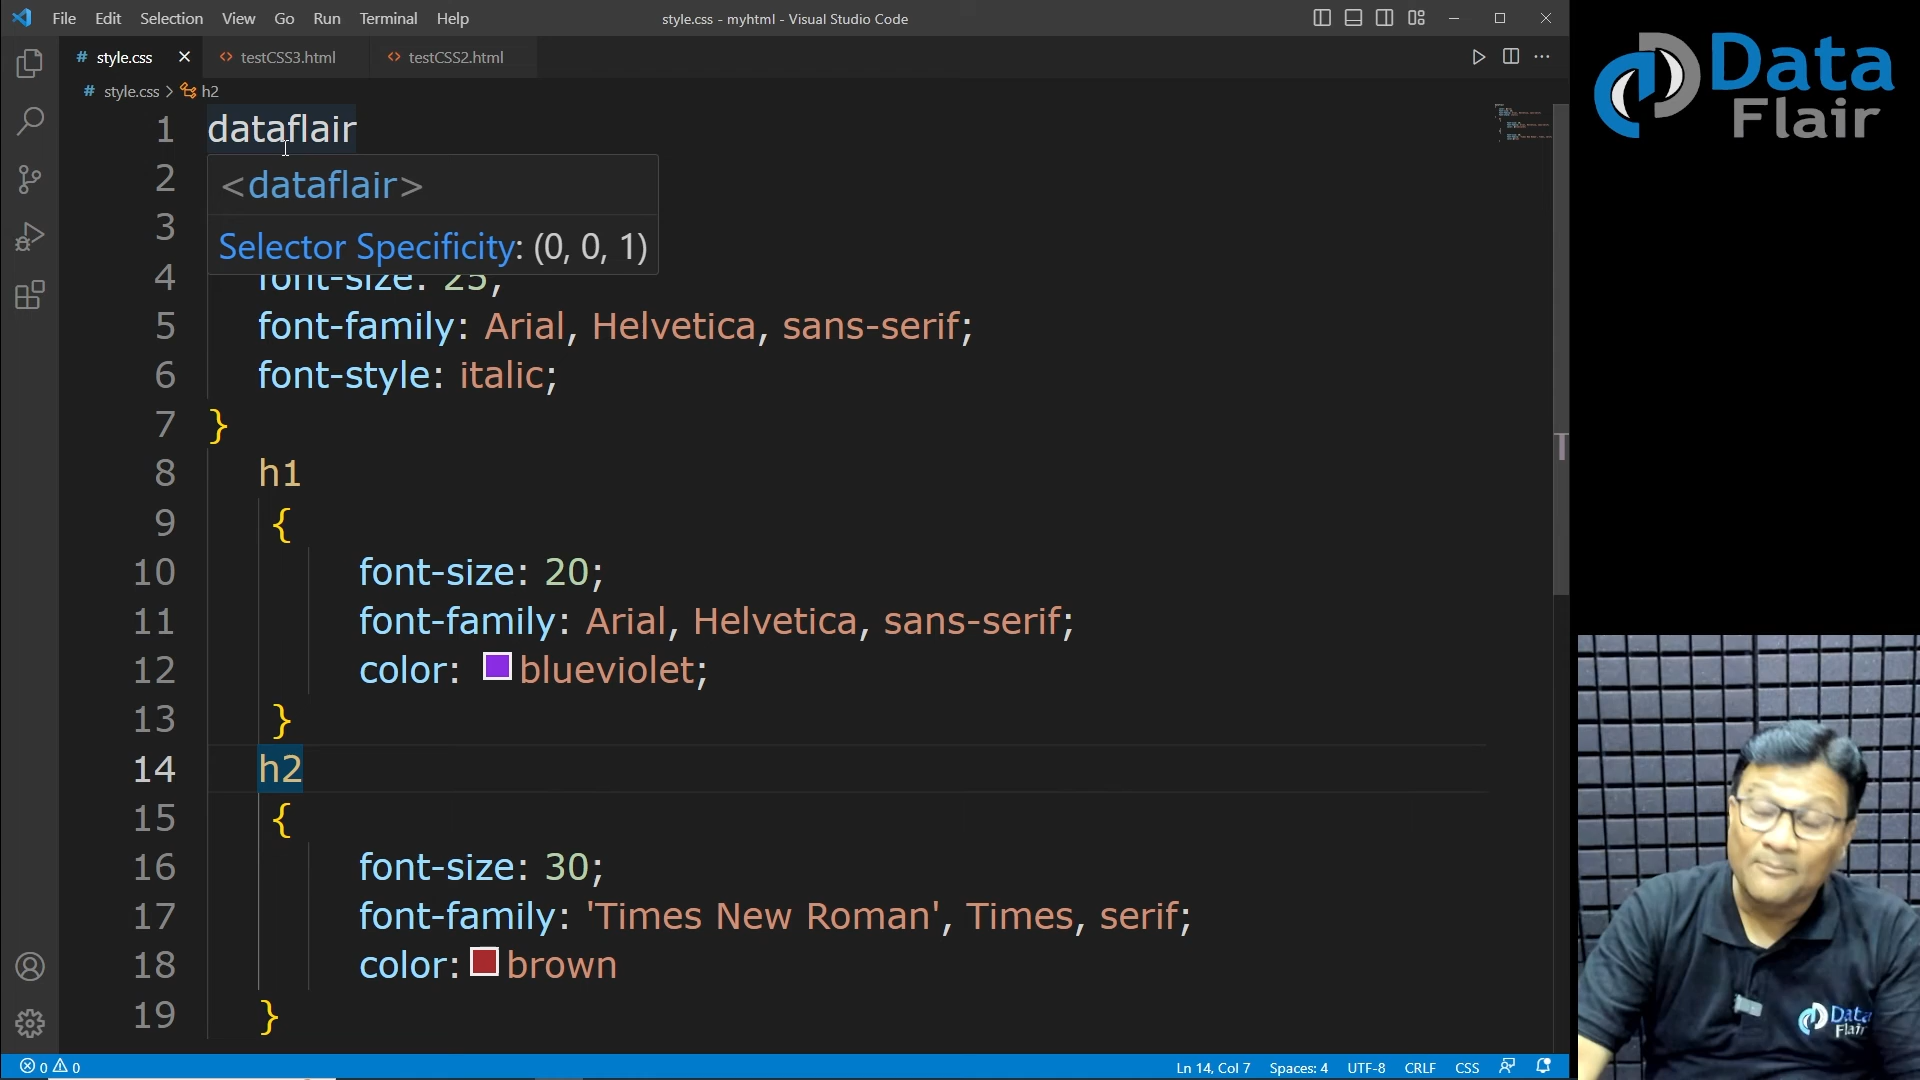 File Edit Selection View Go Run Terminal Help
style.css - myhtml - Visual Studio Code
# style.css <> testCSS3.html <> testCSS2.html
# style.css > h2
1 dataflair
2 <dataflair>
3 Selector Specificity: (0, 0, 1)
4 font-size: 25;
5 font-family: Arial, Helvetica, sans-serif;
6 font-style: italic;
7 }
8 h1
9 {
10 font-size: 20;
11 font-family: Arial, Helvetica, sans-serif;
12 color: blueviolet;
13 }
14 h2
15 {
16 font-size: 30;
17 font-family: 'Times New Roman', Times, serif;
18 color: brown
19 }
0 0
Ln 14, Col 7 Spaces: 4 UTF-8 CRLF CSS
Data
Flair
T
Data
Flair